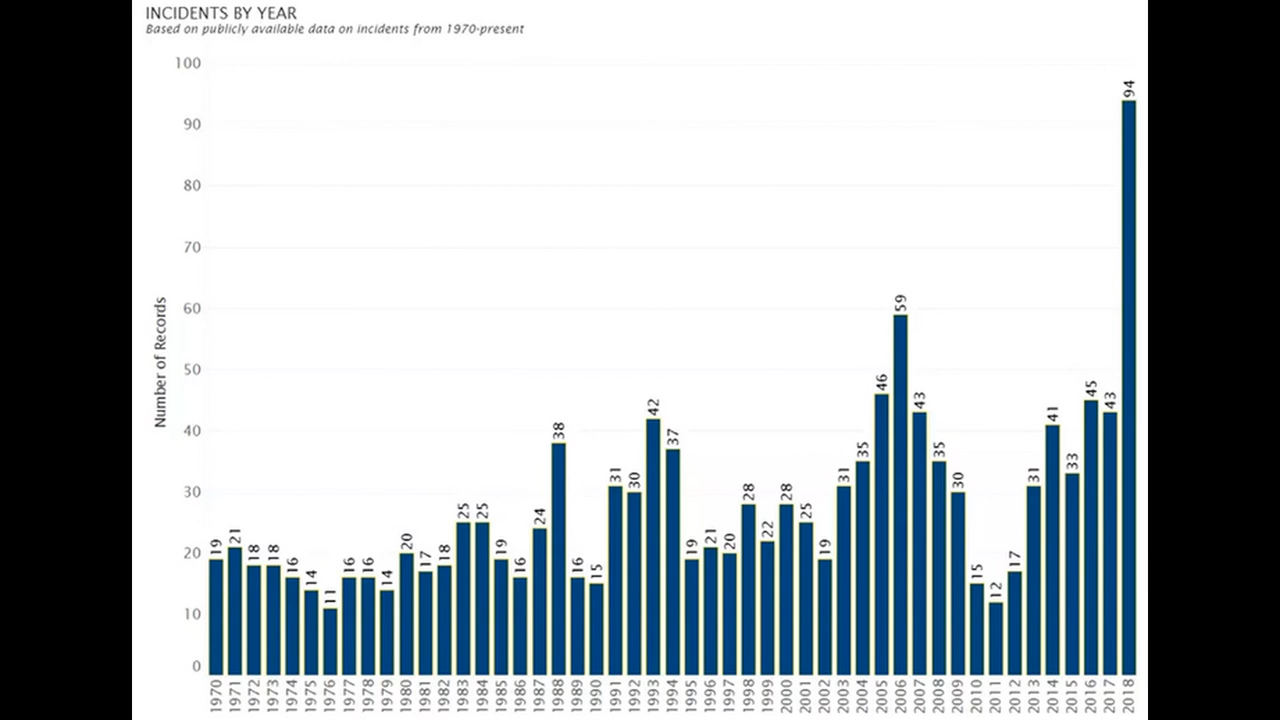 INCIDENTS BY YEAR
Based on publicly available data on incidents from 1970-present
Number of Records
100
90
80
70
60
50
40
30
20
10
0
19 21 18 18 16 14 11 16 16 14 20 17 18 25 25 19 16 24 38 16 15 31 30 42 37 19 21 20 28 22 28 25 19 31 35 46 59 43 35 30 15 12 17 31 41 33 45 43 94
1970 1971 1972 1973 1974 1975 1976 1977 1978 1979 1980 1981 1982 1983 1984 1985 1986 1987 1988 1989 1990 1991 1992 1993 1994 1995 1996 1997 1998 1999 2000 2001 2002 2003 2004 2005 2006 2007 2008 2009 2010 2011 2012 2013 2014 2015 2016 2017 2018